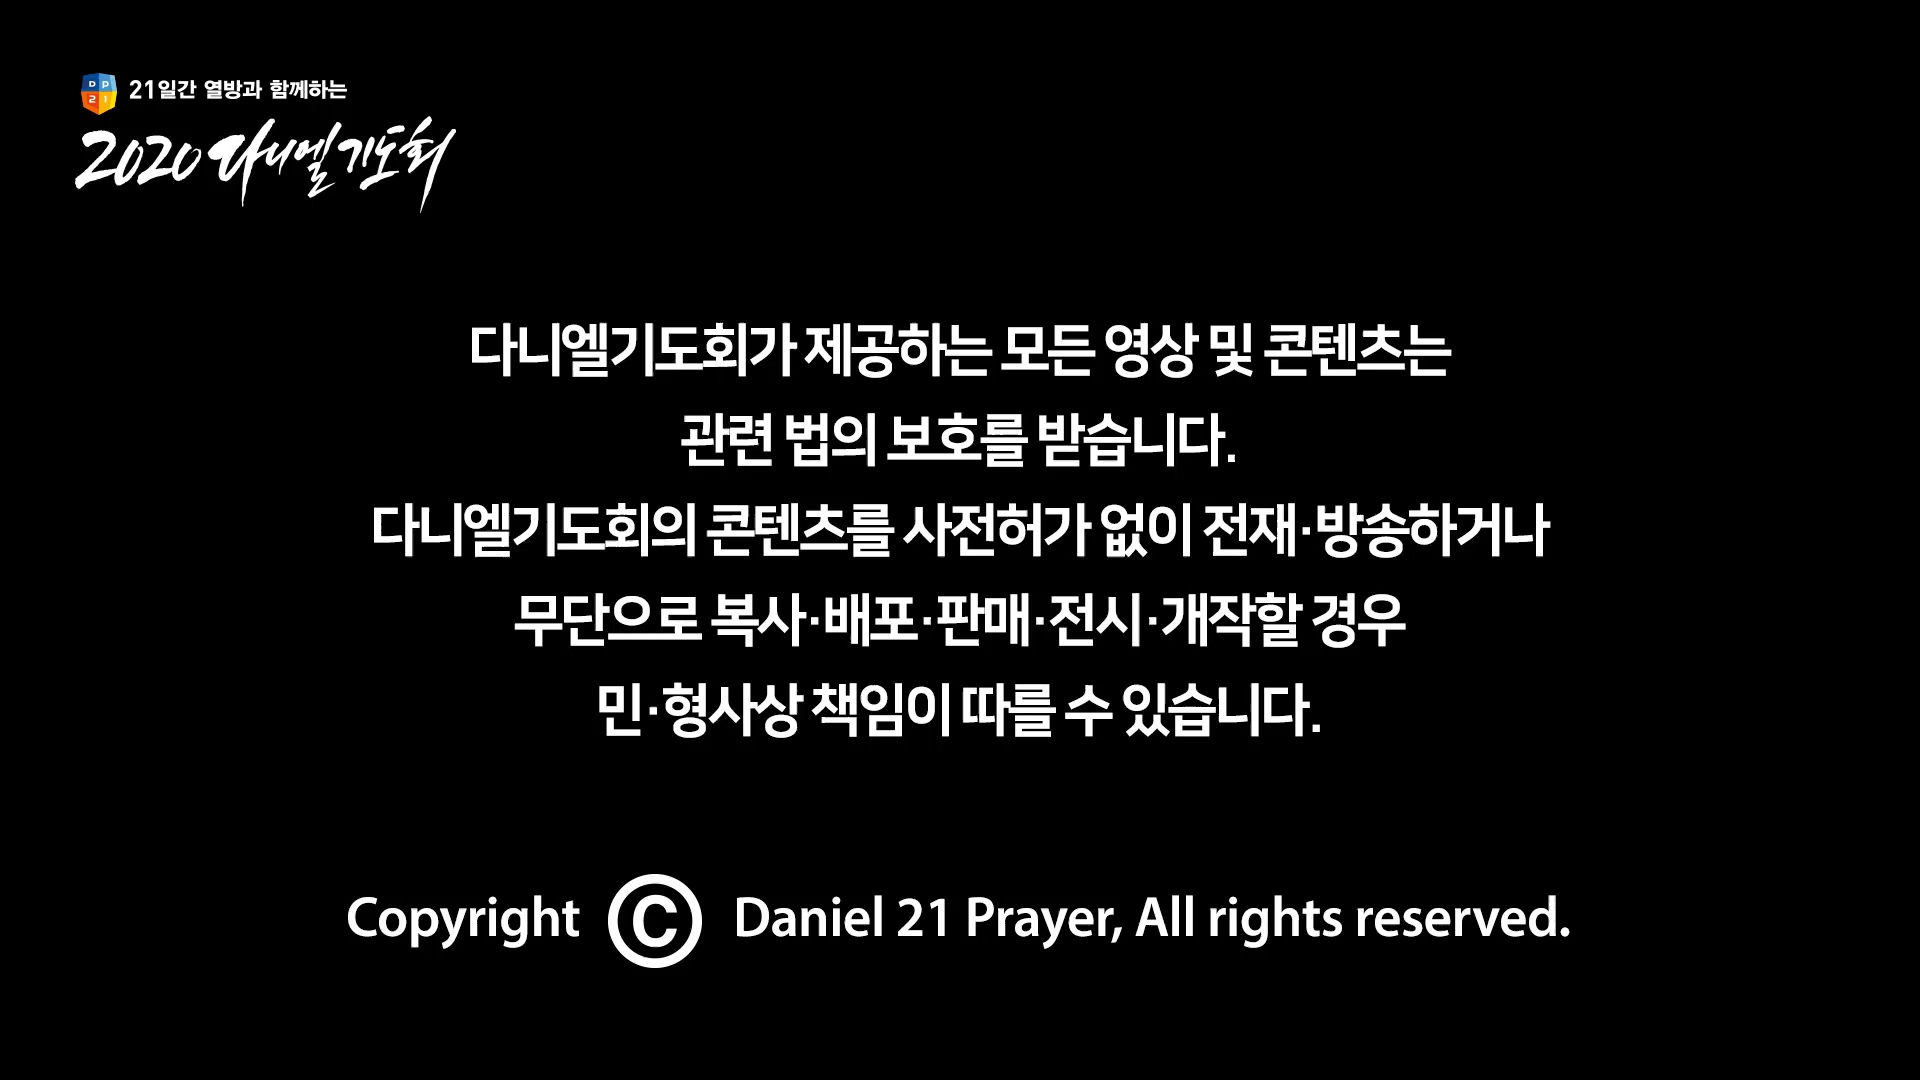 DP
21
21일간 열방과 함께하는
2020 다니엘기도회
다니엘기도회가 제공하는 모든 영상 및 콘텐츠는
관련 법의 보호를 받습니다.
다니엘기도회의 콘텐츠를 사전허가 없이 전재·방송하거나
무단으로 복사·배포·판매·전시·개작할 경우
민·형사상 책임이 따를 수 있습니다.
Copyright © Daniel 21 Prayer, All rights reserved.